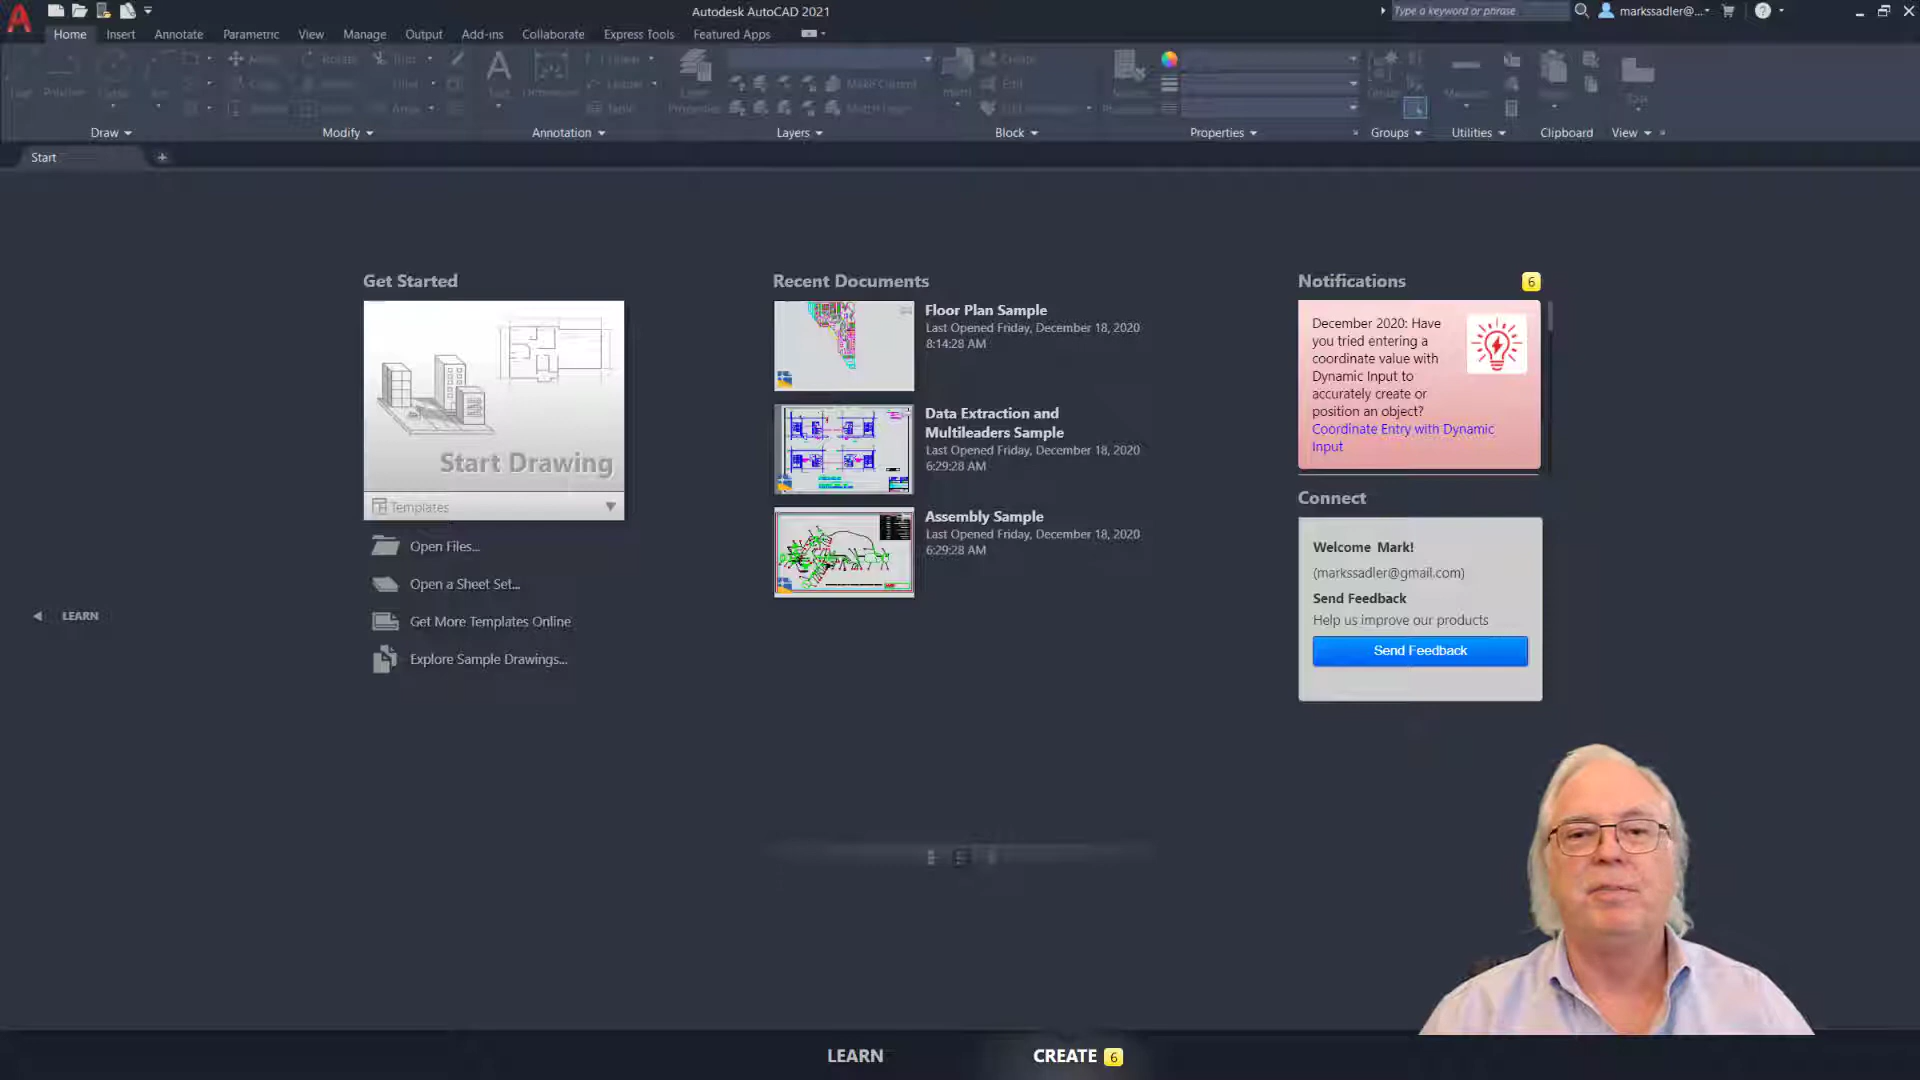 Autodesk AutoCAD 2021
Type a keyword or phrase
markssadler@...
Home Insert Annotate Parametric View Manage Output Add-ins Collaborate Express Tools Featured Apps
Make Current
Create
Edit
Draw Modify Annotation Layers Block Properties Groups Utilities Clipboard View
Start
Get Started
Start Drawing
Templates
Open Files...
Open a Sheet Set...
Get More Templates Online
Explore Sample Drawings...
LEARN
Recent Documents
Floor Plan Sample
Last Opened Friday, December 18, 2020
8:14:28 AM
Data Extraction and
Multileaders Sample
Last Opened Friday, December 18, 2020
6:29:28 AM
Assembly Sample
Last Opened Friday, December 18, 2020
6:29:28 AM
Notifications 6
December 2020: Have
you tried entering a
coordinate value with
Dynamic Input to
accurately create or
position an object?
Coordinate Entry with Dynamic
Input
Connect
Welcome Mark!
(markssadler@gmail.com)
Send Feedback
Help us improve our products
Send Feedback
LEARN
CREATE 6